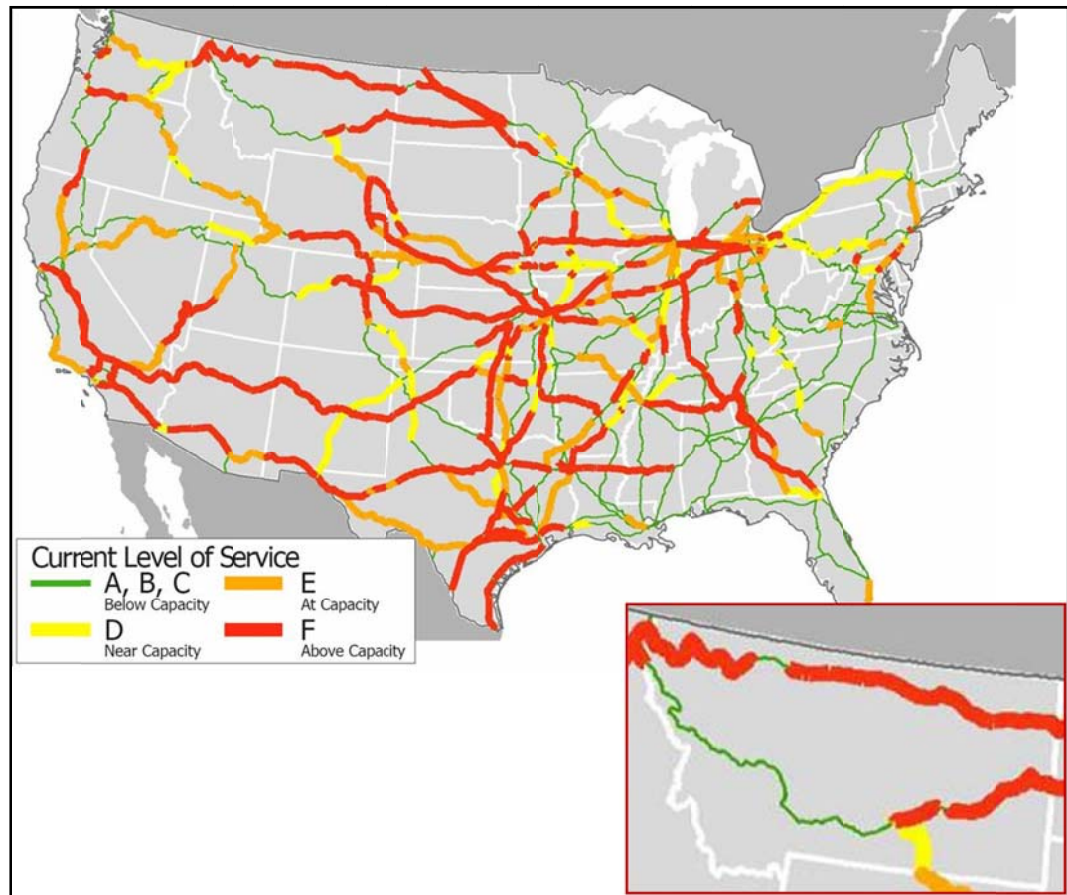 Current Level of Service
A, B, C
Below Capacity
E
At Capacity
D
Near Capacity
F
Above Capacity